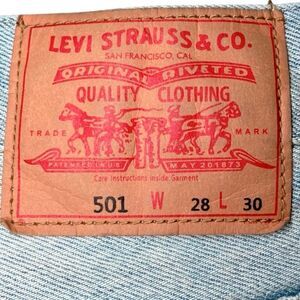 LEVI STRAUSS & CO.
SAN FRANCISCO, CAL
ORIGINAL RIVETED
QUALITY CLOTHING
TRADE MARK
PATENTED IN U.S. MAY 20 1873
Care Instructions inside Garment
501 W 28 L 30